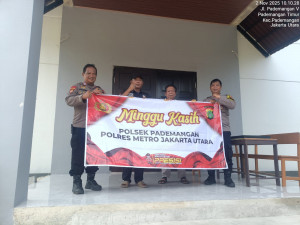 2 Nov 2025 10.10.28
Jl. Pademangan V
Pademangan Timur
Kec. Pademangan
Jakarta Utara
Minggu Kasih
POLSEK PADEMANGAN
POLRES METRO JAKARTA UTARA
PRESISI